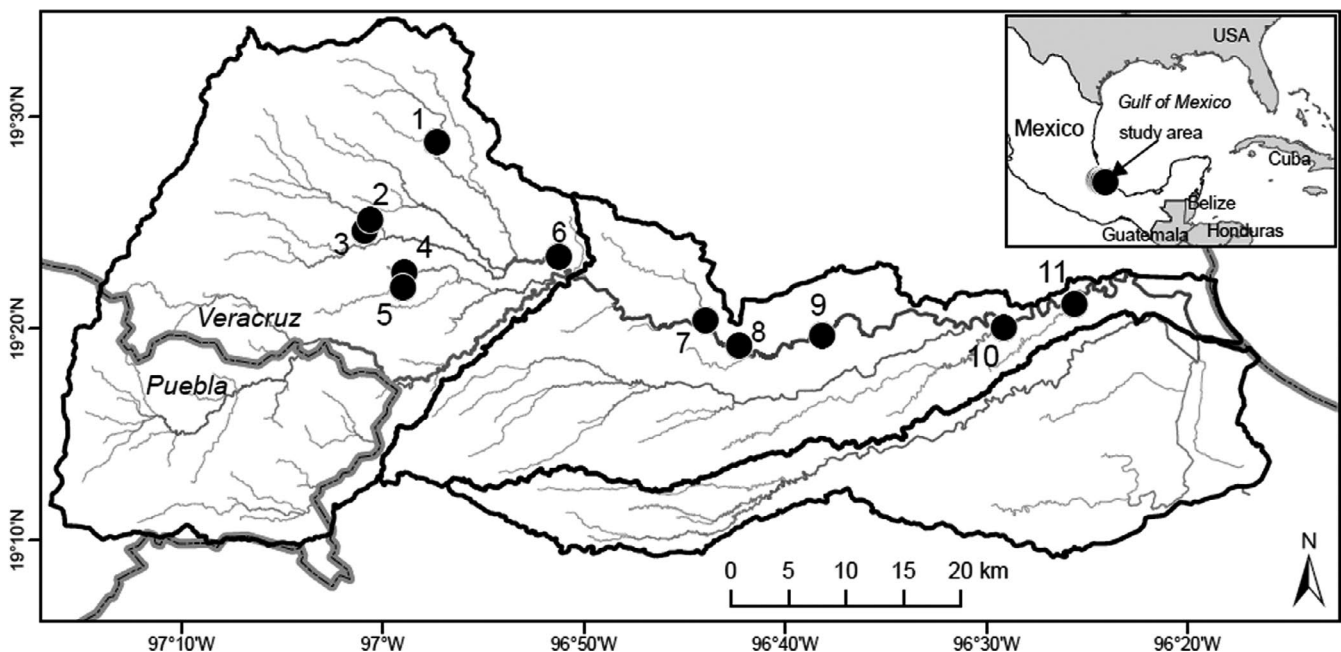 USA
Gulf of Mexico
Mexico
study area
Cuba
Belize
Guatemala
Honduras
19°30'N
19°20'N
19°10'N
1
2
3
4
5
6
7
8
9
10
11
Veracruz
Puebla
0 5 10 15 20 km
N
97°10'W 97°W 96°50'W 96°40'W 96°30'W 96°20'W